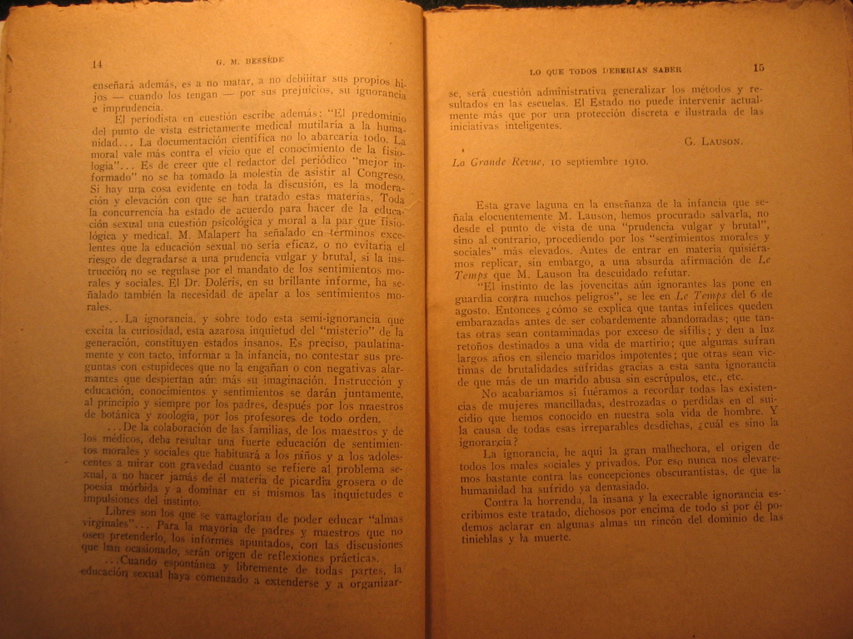 14
G. M. BESSÈDE
enseñará además, es a no matar, a no debilitar sus propios hi-
jos — cuando los tengan — por sus prejuicios, su ignorancia
e imprudencia.
El periodista en cuestión escribe además: "El predominio
del punto de vista estrictamente medical mutilaría a la huma-
nidad... La documentación científica no lo abarcaría todo. La
moral vale más contra el vicio que el conocimiento de la fisio-
logía"... Es de creer que el redactor del periódico "mejor in-
formado" no se ha tomado la molestia de asistir al Congreso.
Si hay una cosa evidente en toda la discusión, es la modera-
ción y elevación con que se han tratado estas materias. Toda
la concurrencia ha estado de acuerdo para hacer de la educa-
ción sexual una cuestión psicológica y moral a la par que fisio-
lógica y medical. M. Malapert ha señalado en términos exce-
lentes que la educación sexual no sería eficaz, o no evitaría el
riesgo de degradarse a una prudencia vulgar y brutal, si la ins-
trucción no se regulase por el mandato de los sentimientos mo-
rales y sociales. El Dr. Doléris, en su brillante informe, ha se-
ñalado también la necesidad de apelar a los sentimientos mo-
rales.
...La ignorancia, y sobre todo esta semi-ignorancia que
excita la curiosidad, esta azarosa inquietud del "misterio" de la
generación, constituyen estados insanos. Es preciso, paulatina-
mente y con tacto, informar a la infancia, no contestar sus pre-
guntas con estupideces que no la engañan o con negativas alar-
mantes que despiertan aún más su imaginación. Instrucción y
educación, conocimientos y sentimientos se darán juntamente,
al principio y siempre por los padres, después por los maestros
de botánica y zoología, por los profesores de todo orden.
...De la colaboración de las familias, de los maestros y de
los médicos, debe resultar una fuerte educación de sentimien-
tos morales y sociales que habituará a los niños y a los adoles-
centes a mirar con gravedad cuanto se refiere al problema se-
xual, a no hacer jamás de él materia de picardía grosera o de
poesía mórbida y a dominar en sí mismos las inquietudes e
impulsiones del instinto.
Libres son los que se vanaglorian de poder educar "almas
virginales"... Para la mayoría de padres y maestros que no
osen pretenderlo, los informes apuntados, con las discusiones
que han ocasionado, serán origen de reflexiones prácticas.
...Cuando espontánea y libremente de todas partes, la
educación sexual haya comenzado a extenderse y a organizar-
LO QUE TODOS DEBERÍAN SABER
15
se, será cuestión administrativa generalizar los métodos y re-
sultados en las escuelas. El Estado no puede intervenir actual-
mente más que por una protección discreta e ilustrada de las
iniciativas inteligentes.
G. LAUSON.
La Grande Revue, 10 septiembre 1910.
Esta grave laguna en la enseñanza de la infancia que se-
ñala elocuentemente M. Lauson, hemos procurado salvarla, no
desde el punto de vista de una "prudencia vulgar y brutal",
sino al contrario, procediendo por los "sentimientos morales y
sociales" más elevados. Antes de entrar en materia quisiéra-
mos replicar, sin embargo, a una absurda afirmación de Le
Temps que M. Lauson ha descuidado refutar.
"El instinto de las jovencitas aún ignorantes las pone en
guardia contra muchos peligros", se lee en Le Temps del 6 de
agosto. Entonces ¿cómo se explica que tantas infelices queden
embarazadas antes de ser cobardemente abandonadas; que tan-
tas otras sean contaminadas por exceso de sífilis; y den a luz
retoños destinados a una vida de martirio; que algunas sufran
largos años en silencio maridos impotentes; que otras sean víc-
timas de brutalidades sufridas gracias a esta santa ignorancia
de que más de un marido abusa sin escrúpulos, etc., etc.
No acabaríamos si fuéramos a recordar todas las existen-
cias de mujeres mancilladas, destrozadas o perdidas en el sui-
cidio que hemos conocido en nuestra sola vida de hombre. Y
la causa de todas esas irreparables desdichas, ¿cuál es sino la
ignorancia?
La ignorancia, he aquí la gran malhechora, el origen de
todos los males sociales y privados. Por eso nunca nos elevare-
mos bastante contra las concepciones obscurantistas, de que la
humanidad ha sufrido ya demasiado.
Contra la horrenda, la insana y la execrable ignorancia es-
cribimos este tratado, dichosos por encima de todo si por él po-
demos aclarar en algunas almas un rincón del dominio de las
tinieblas y la muerte.